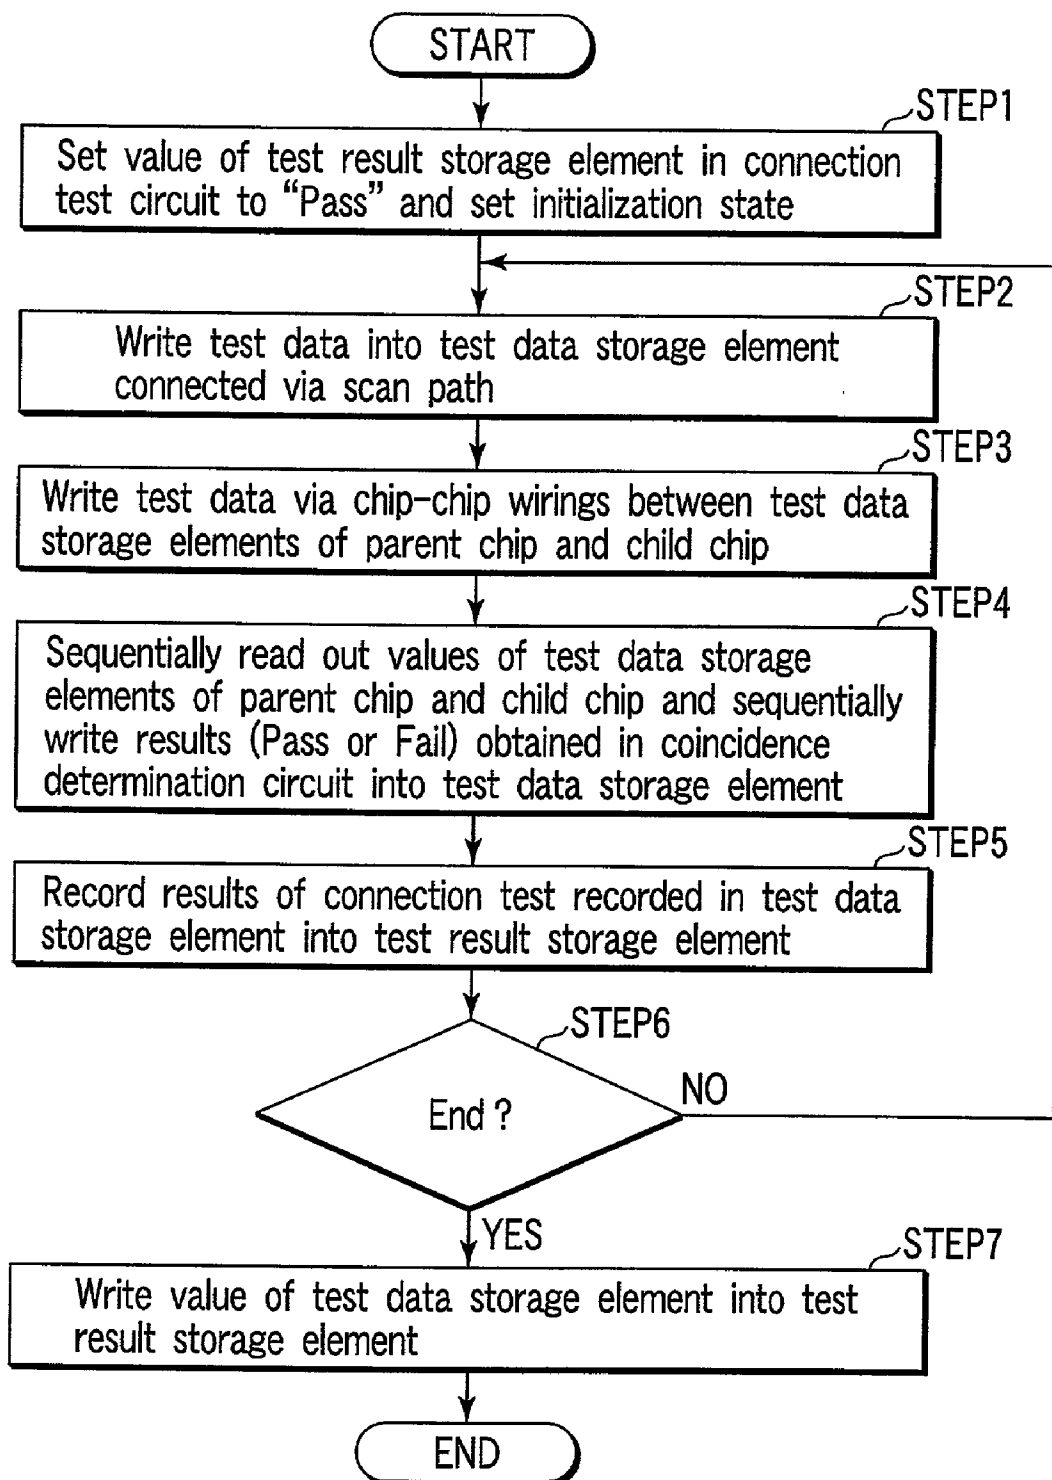 START
STEP1
Set value of test result storage element in connection
test circuit to “Pass” and set initialization state
STEP2
Write test data into test data storage element
connected via scan path
STEP3
Write test data via chip-chip wirings between test data
storage elements of parent chip and child chip
STEP4
Sequentially read out values of test data storage
elements of parent chip and child chip and sequentially
write results (Pass or Fail) obtained in coincidence
determination circuit into test data storage element
STEP5
Record results of connection test recorded in test data
storage element into test result storage element
STEP6
End ?
NO
YES
STEP7
Write value of test data storage element into test
result storage element
END